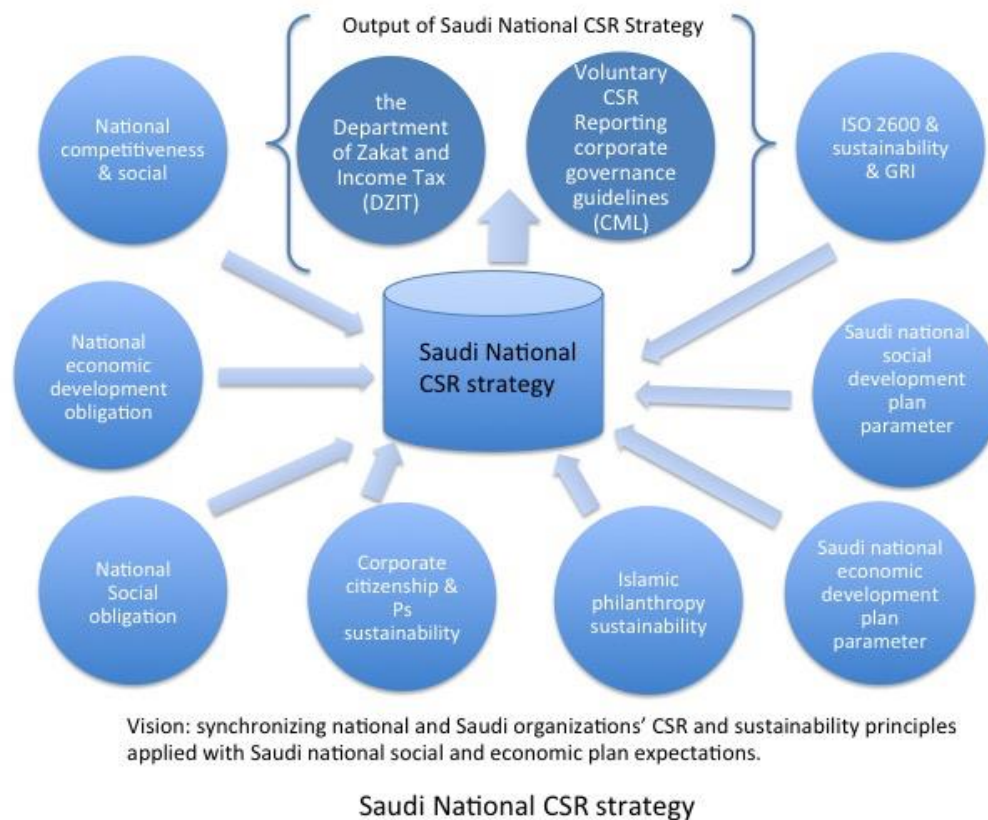 Output of Saudi National CSR Strategy
National
competitiveness
& social
the
Department
of Zakat and
Income Tax
(DZIT)
Voluntary
CSR
Reporting
corporate
governance
guidelines
(CML)
ISO 2600 &
sustainability
& GRI
National
economic
development
obligation
Saudi National
CSR strategy
Saudi national
social
development
plan
parameter
National
Social
obligation
Corporate
citizenship &
Ps
sustainability
Islamic
philanthropy
sustainability
Saudi national
economic
development
plan
parameter
Vision: synchronizing national and Saudi organizations’ CSR and sustainability principles
applied with Saudi national social and economic plan expectations.
Saudi National CSR strategy